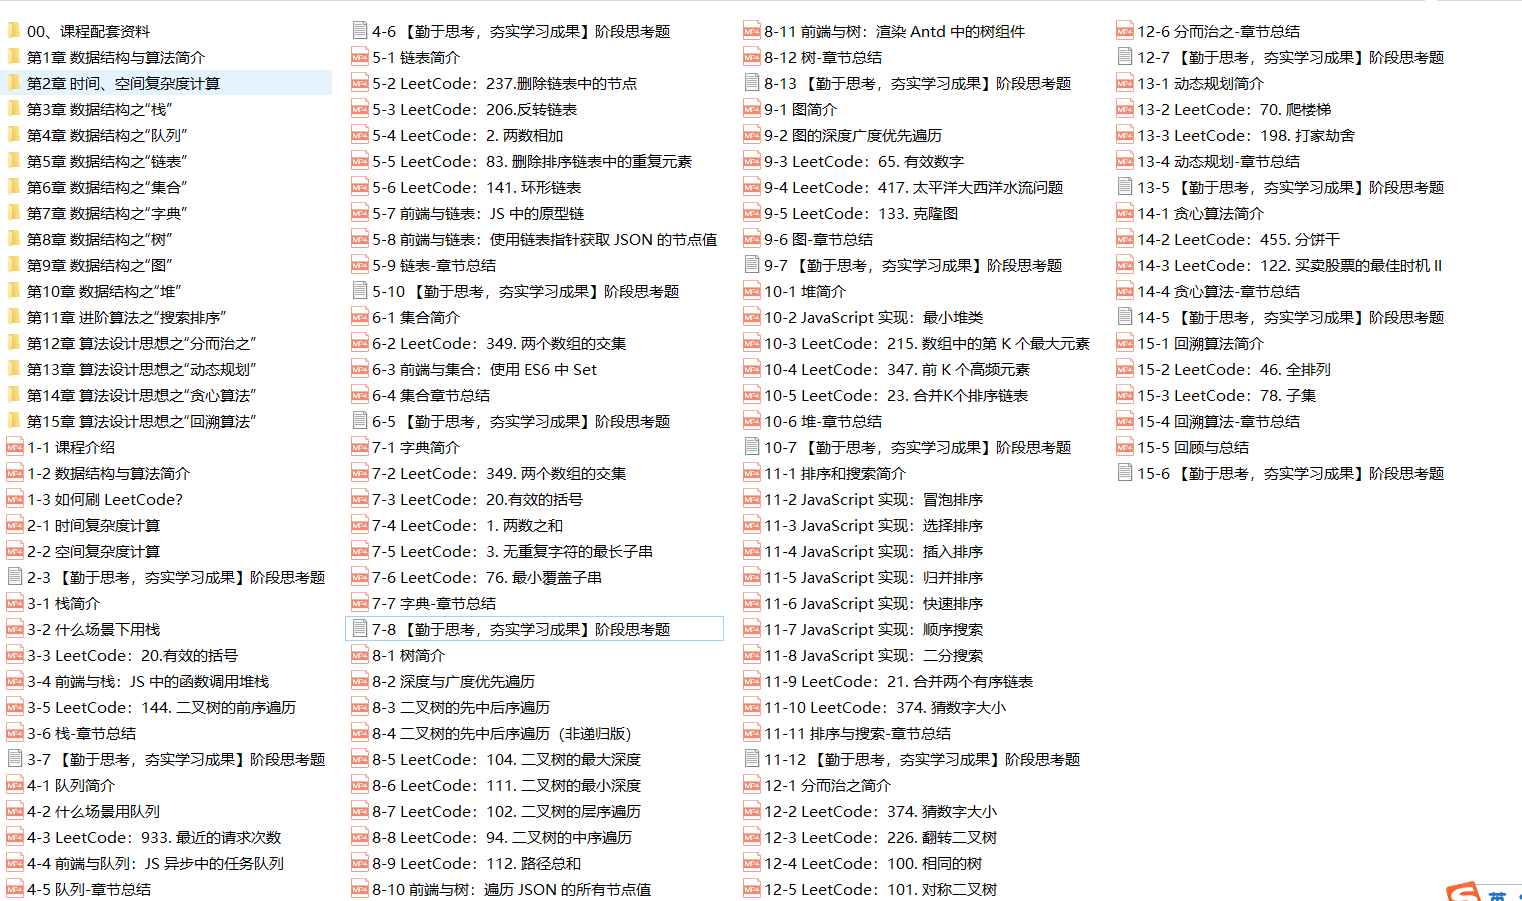 00、课程配套资料
第1章 数据结构与算法简介
第2章 时间、空间复杂度计算
第3章 数据结构之“栈”
第4章 数据结构之“队列”
第5章 数据结构之“链表”
第6章 数据结构之“集合”
第7章 数据结构之“字典”
第8章 数据结构之“树”
第9章 数据结构之“图”
第10章 数据结构之“堆”
第11章 进阶算法之“搜索排序”
第12章 算法设计思想之“分而治之”
第13章 算法设计思想之“动态规划”
第14章 算法设计思想之“贪心算法”
第15章 算法设计思想之“回溯算法”
1-1 课程介绍
1-2 数据结构与算法简介
1-3 如何刷 LeetCode?
2-1 时间复杂度计算
2-2 空间复杂度计算
2-3 【勤于思考，夯实学习成果】阶段思考题
3-1 栈简介
3-2 什么场景下用栈
3-3 LeetCode：20.有效的括号
3-4 前端与栈：JS 中的函数调用堆栈
3-5 LeetCode：144. 二叉树的前序遍历
3-6 栈-章节总结
3-7 【勤于思考，夯实学习成果】阶段思考题
4-1 队列简介
4-2 什么场景用队列
4-3 LeetCode：933. 最近的请求次数
4-4 前端与队列：JS 异步中的任务队列
4-5 队列-章节总结
4-6 【勤于思考，夯实学习成果】阶段思考题
5-1 链表简介
5-2 LeetCode：237.删除链表中的节点
5-3 LeetCode：206.反转链表
5-4 LeetCode：2. 两数相加
5-5 LeetCode：83. 删除排序链表中的重复元素
5-6 LeetCode：141. 环形链表
5-7 前端与链表：JS 中的原型链
5-8 前端与链表：使用链表指针获取 JSON 的节点值
5-9 链表-章节总结
5-10 【勤于思考，夯实学习成果】阶段思考题
6-1 集合简介
6-2 LeetCode：349. 两个数组的交集
6-3 前端与集合：使用 ES6 中 Set
6-4 集合章节总结
6-5 【勤于思考，夯实学习成果】阶段思考题
7-1 字典简介
7-2 LeetCode：349. 两个数组的交集
7-3 LeetCode：20.有效的括号
7-4 LeetCode：1. 两数之和
7-5 LeetCode：3. 无重复字符的最长子串
7-6 LeetCode：76. 最小覆盖子串
7-7 字典-章节总结
7-8 【勤于思考，夯实学习成果】阶段思考题
8-1 树简介
8-2 深度与广度优先遍历
8-3 二叉树的先中后序遍历
8-4 二叉树的先中后序遍历（非递归版）
8-5 LeetCode：104. 二叉树的最大深度
8-6 LeetCode：111. 二叉树的最小深度
8-7 LeetCode：102. 二叉树的层序遍历
8-8 LeetCode：94. 二叉树的中序遍历
8-9 LeetCode：112. 路径总和
8-10 前端与树：遍历 JSON 的所有节点值
8-11 前端与树：渲染 Antd 中的树组件
8-12 树-章节总结
8-13 【勤于思考，夯实学习成果】阶段思考题
9-1 图简介
9-2 图的深度广度优先遍历
9-3 LeetCode：65. 有效数字
9-4 LeetCode：417. 太平洋大西洋水流问题
9-5 LeetCode：133. 克隆图
9-6 图-章节总结
9-7 【勤于思考，夯实学习成果】阶段思考题
10-1 堆简介
10-2 JavaScript 实现：最小堆类
10-3 LeetCode：215. 数组中的第 K 个最大元素
10-4 LeetCode：347. 前 K 个高频元素
10-5 LeetCode：23. 合并K个排序链表
10-6 堆-章节总结
10-7 【勤于思考，夯实学习成果】阶段思考题
11-1 排序和搜索简介
11-2 JavaScript 实现：冒泡排序
11-3 JavaScript 实现：选择排序
11-4 JavaScript 实现：插入排序
11-5 JavaScript 实现：归并排序
11-6 JavaScript 实现：快速排序
11-7 JavaScript 实现：顺序搜索
11-8 JavaScript 实现：二分搜索
11-9 LeetCode：21. 合并两个有序链表
11-10 LeetCode：374. 猜数字大小
11-11 排序与搜索-章节总结
11-12 【勤于思考，夯实学习成果】阶段思考题
12-1 分而治之简介
12-2 LeetCode：374. 猜数字大小
12-3 LeetCode：226. 翻转二叉树
12-4 LeetCode：100. 相同的树
12-5 LeetCode：101. 对称二叉树
12-6 分而治之-章节总结
12-7 【勤于思考，夯实学习成果】阶段思考题
13-1 动态规划简介
13-2 LeetCode：70. 爬楼梯
13-3 LeetCode：198. 打家劫舍
13-4 动态规划-章节总结
13-5 【勤于思考，夯实学习成果】阶段思考题
14-1 贪心算法简介
14-2 LeetCode：455. 分饼干
14-3 LeetCode：122. 买卖股票的最佳时机 II
14-4 贪心算法-章节总结
14-5 【勤于思考，夯实学习成果】阶段思考题
15-1 回溯算法简介
15-2 LeetCode：46. 全排列
15-3 LeetCode：78. 子集
15-4 回溯算法-章节总结
15-5 回顾与总结
15-6 【勤于思考，夯实学习成果】阶段思考题